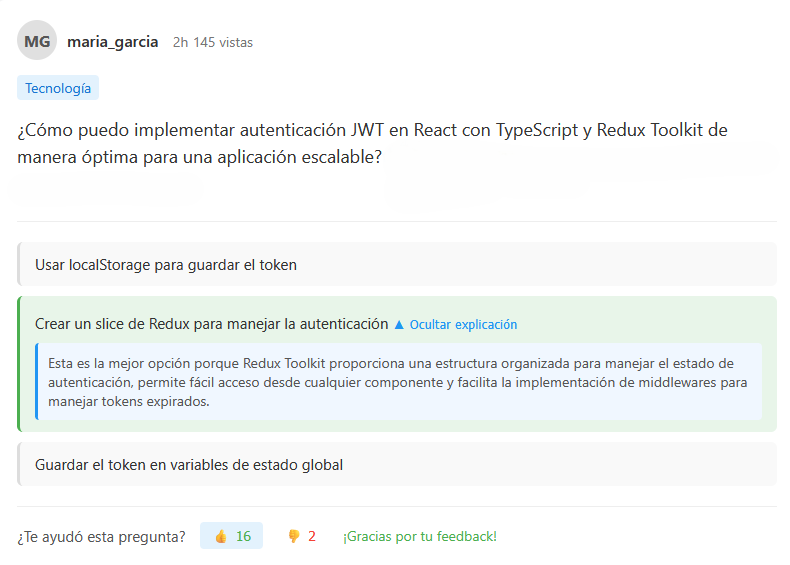 MG maria_garcia 2h 145 vistas
Tecnología
¿Cómo puedo implementar autenticación JWT en React con TypeScript y Redux Toolkit de
manera óptima para una aplicación escalable?
Usar localStorage para guardar el token
Crear un slice de Redux para manejar la autenticación ▲ Ocultar explicación
Esta es la mejor opción porque Redux Toolkit proporciona una estructura organizada para manejar el estado de
autenticación, permite fácil acceso desde cualquier componente y facilita la implementación de middlewares para
manejar tokens expirados.
Guardar el token en variables de estado global
¿Te ayudó esta pregunta? 👍 16 👎 2 ¡Gracias por tu feedback!